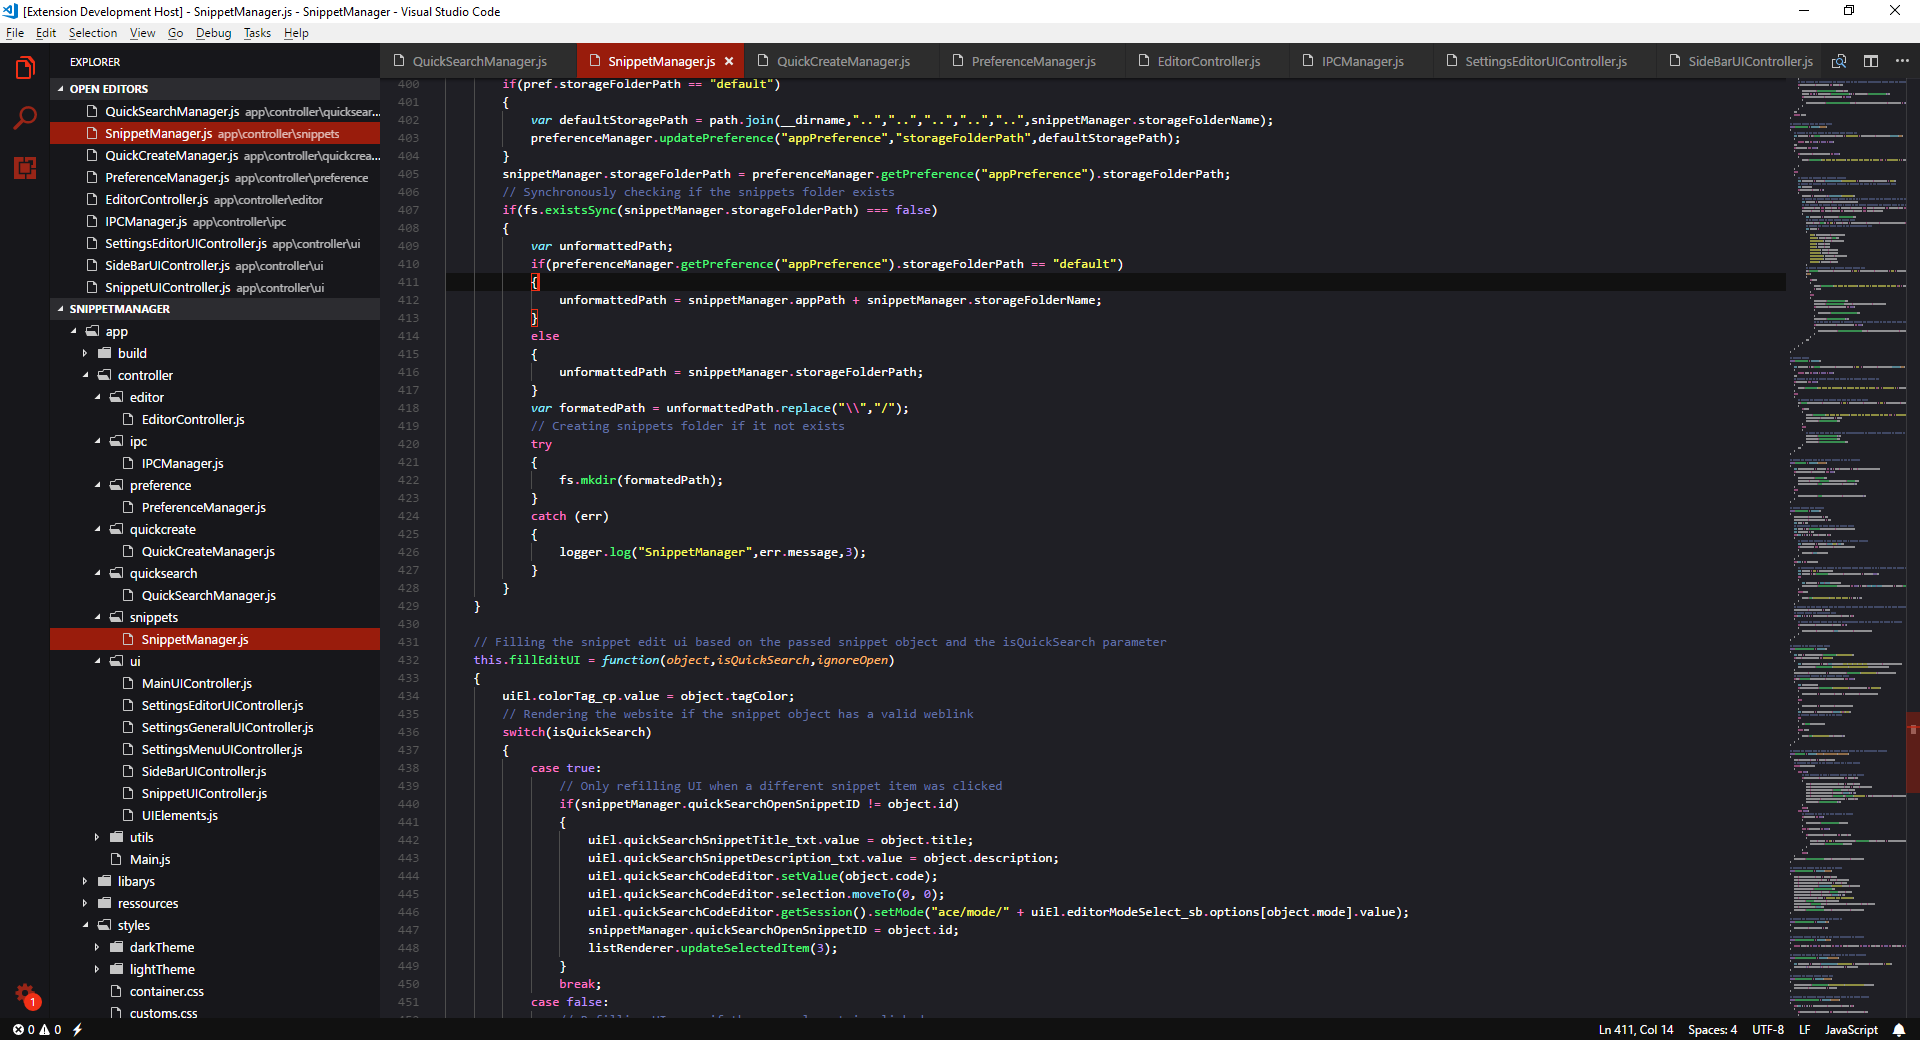 [Extension Development Host] - SnippetManager.js - SnippetManager - Visual Studio Code
File Edit Selection View Go Debug Tasks Help
EXPLORER
OPEN EDITORS
QuickSearchManager.js app\controller\quicksear...
SnippetManager.js app\controller\snippets
QuickCreateManager.js app\controller\quickcrea...
PreferenceManager.js app\controller\preference
EditorController.js app\controller\editor
IPCManager.js app\controller\ipc
SettingsEditorUIController.js app\controller\ui
SideBarUIController.js app\controller\ui
SnippetUIController.js app\controller\ui
SNIPPETMANAGER
app
build
controller
editor
EditorController.js
ipc
IPCManager.js
preference
PreferenceManager.js
quickcreate
QuickCreateManager.js
quicksearch
QuickSearchManager.js
snippets
SnippetManager.js
ui
MainUIController.js
SettingsEditorUIController.js
SettingsGeneralUIController.js
SettingsMenuUIController.js
SideBarUIController.js
SnippetUIController.js
UIElements.js
utils
Main.js
libarys
ressources
styles
darkTheme
lightTheme
container.css
customs.css
1
QuickSearchManager.js SnippetManager.js × QuickCreateManager.js PreferenceManager.js EditorController.js IPCManager.js SettingsEditorUIController.js SideBarUIController.js
400 if(pref.storageFolderPath == "default")
401 {
402 var defaultStoragePath = path.join(__dirname,"..","..","..","..","..",snippetManager.storageFolderName);
403 preferenceManager.updatePreference("appPreference","storageFolderPath",defaultStoragePath);
404 }
405 snippetManager.storageFolderPath = preferenceManager.getPreference("appPreference").storageFolderPath;
406 // Synchronously checking if the snippets folder exists
407 if(fs.existsSync(snippetManager.storageFolderPath) === false)
408 {
409 var unformattedPath;
410 if(preferenceManager.getPreference("appPreference").storageFolderPath == "default")
411 {
412 unformattedPath = snippetManager.appPath + snippetManager.storageFolderName;
413 }
414 else
415 {
416 unformattedPath = snippetManager.storageFolderPath;
417 }
418 var formatedPath = unformattedPath.replace("\\","/");
419 // Creating snippets folder if it not exists
420 try
421 {
422 fs.mkdir(formatedPath);
423 }
424 catch (err)
425 {
426 logger.log("SnippetManager",err.message,3);
427 }
428 }
429 }
430
431 // Filling the snippet edit ui based on the passed snippet object and the isQuickSearch parameter
432 this.fillEditUI = function(object,isQuickSearch,ignoreOpen)
433 {
434 uiEl.colorTag_cp.value = object.tagColor;
435 // Rendering the website if the snippet object has a valid weblink
436 switch(isQuickSearch)
437 {
438 case true:
439 // Only refilling UI when a different snippet item was clicked
440 if(snippetManager.quickSearchOpenSnippetID != object.id)
441 {
442 uiEl.quickSearchSnippetTitle_txt.value = object.title;
443 uiEl.quickSearchSnippetDescription_txt.value = object.description;
444 uiEl.quickSearchCodeEditor.setValue(object.code);
445 uiEl.quickSearchCodeEditor.selection.moveTo(0, 0);
446 uiEl.quickSearchCodeEditor.getSession().setMode("ace/mode/" + uiEl.editorModeSelect_sb.options[object.mode].value);
447 snippetManager.quickSearchOpenSnippetID = object.id;
448 listRenderer.updateSelectedItem(3);
449 }
450 break;
451 case false:
0 0 Ln 411, Col 14 Spaces: 4 UTF-8 LF JavaScript